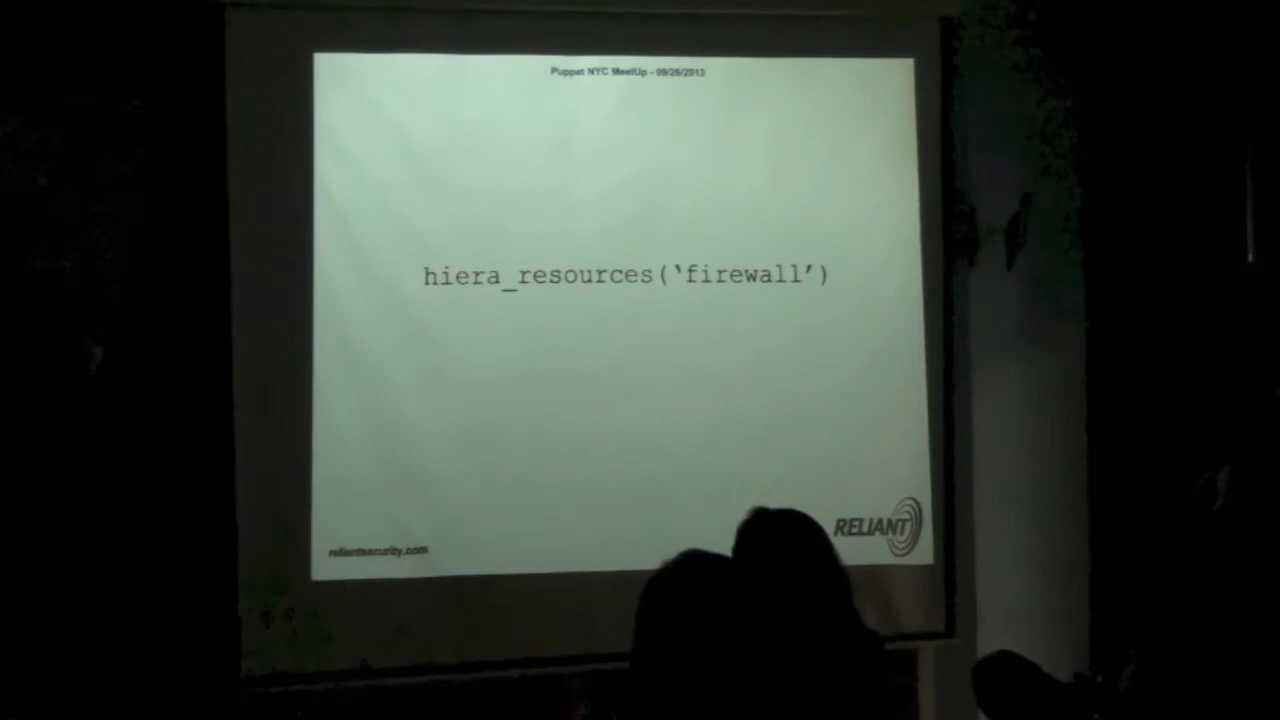 Puppet NYC MeetUp - 09/26/2013
hiera_resources(‘firewall’)
RELIANT
reliantsecurity.com